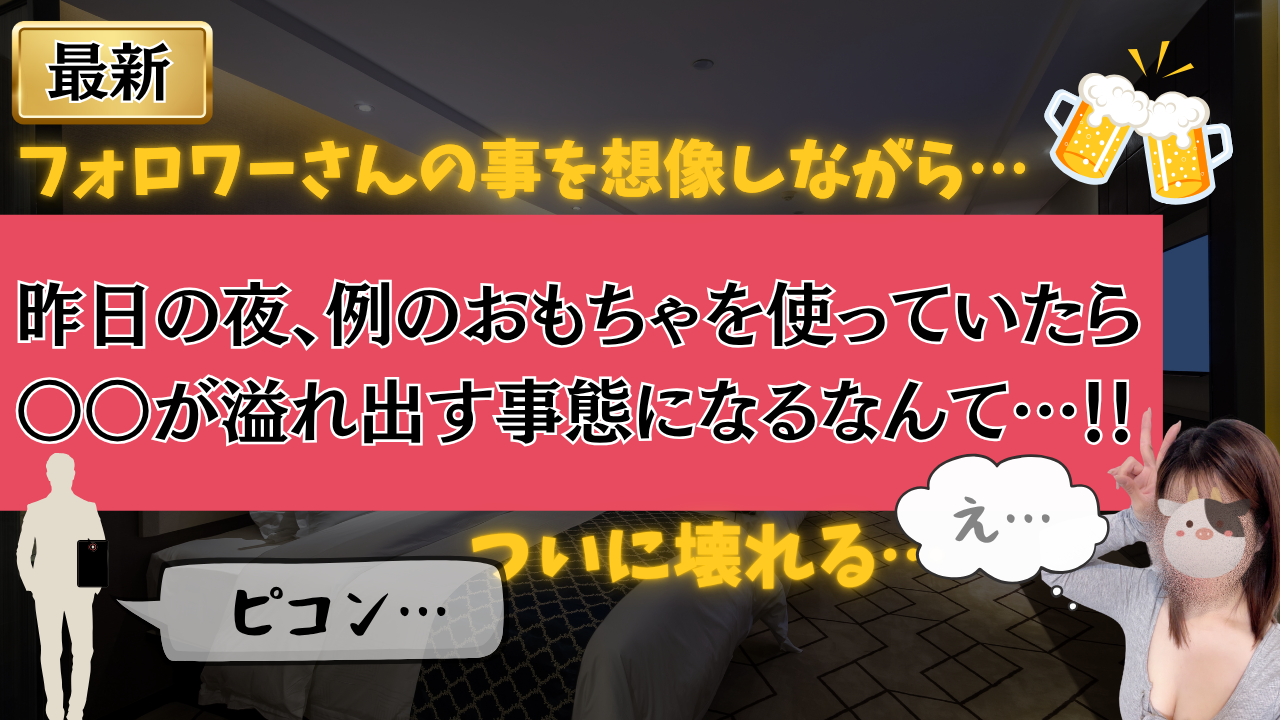 最新
フォロワーさんの事を想像しながら…
昨日の夜、例のおもちゃを使っていたら
〇〇が溢れ出す事態になるなんて…!!
え…
ついに壊れる…
ピコン…